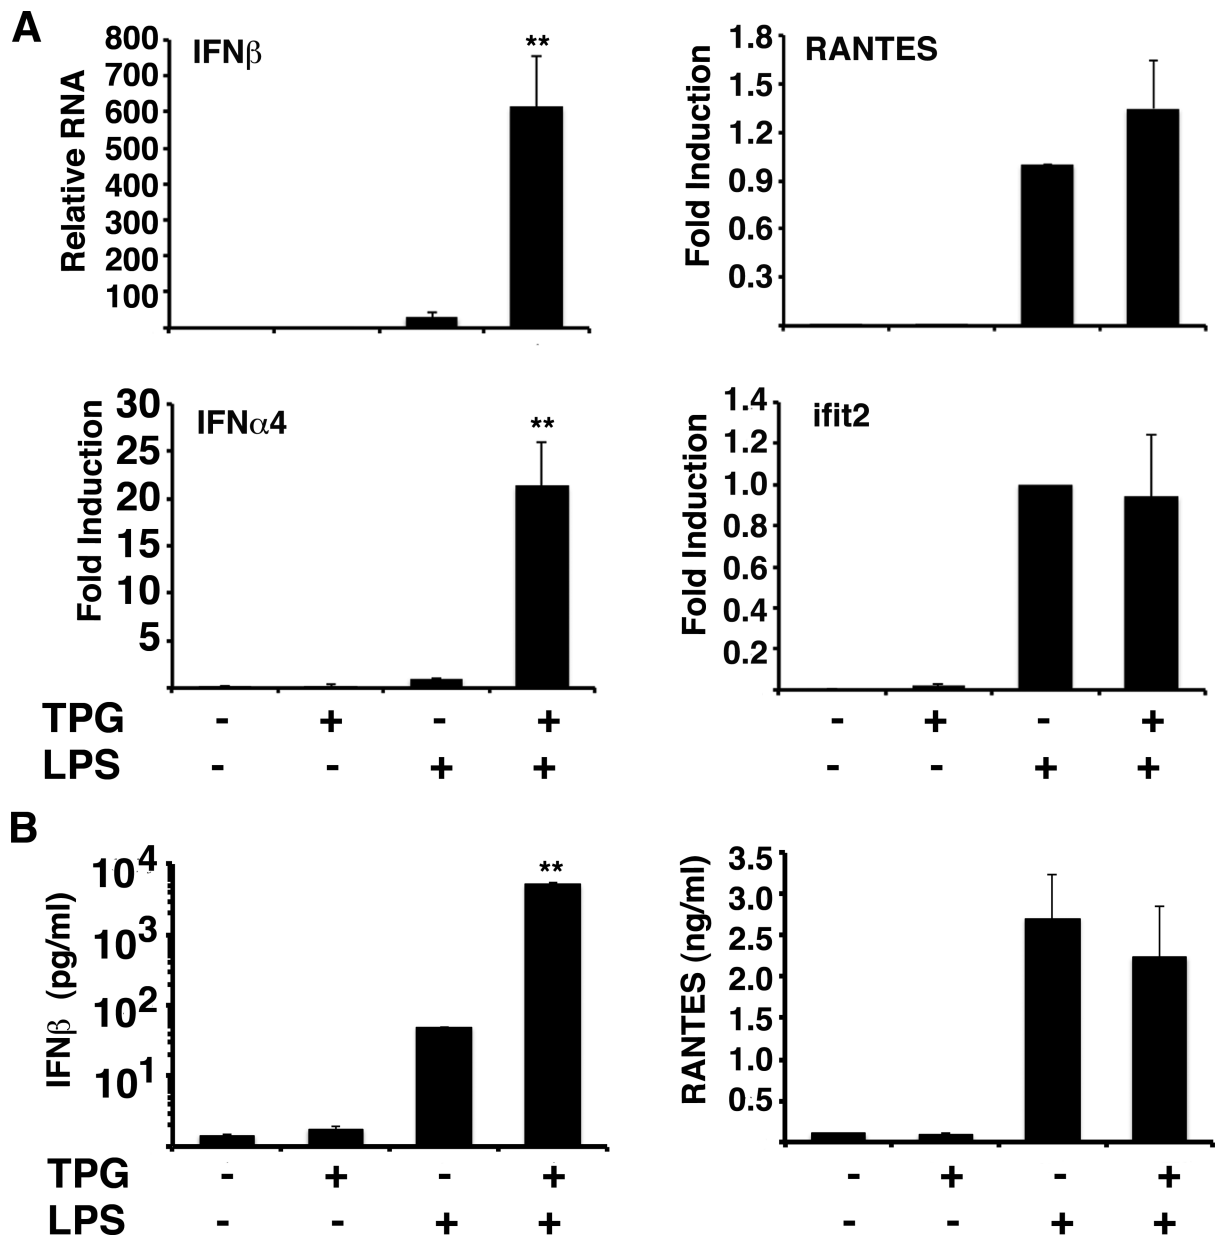 A
IFNβ
**
Relative RNA
800
700
600
500
400
300
200
100
RANTES
Fold Induction
1.8
1.5
1.2
0.9
0.6
0.3
IFNα4
**
Fold Induction
30
25
20
15
10
5
ifit2
Fold Induction
1.4
1.2
1.0
0.8
0.6
0.4
0.2
TPG - + - + - + - +
LPS - - + + - - + +
B
**
IFNβ (pg/ml)
10^4
10^3
10^2
10^1
RANTES (ng/ml)
3.5
3.0
2.5
2.0
1.5
1.0
0.5
TPG - + - + - + - +
LPS - - + + - - + +